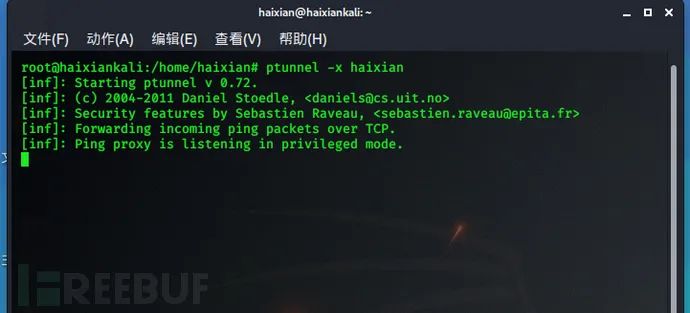 haixian@haixiankali: ~
文件(F) 动作(A) 编辑(E) 查看(V) 帮助(H)
root@haixiankali:/home/haixian# ptunnel -x haixian
[inf]: Starting ptunnel v 0.72.
[inf]: (c) 2004-2011 Daniel Stoedle, <daniels@cs.uit.no>
[inf]: Security features by Sebastien Raveau, <sebastien.raveau@epita.fr>
[inf]: Forwarding incoming ping packets over TCP.
[inf]: Ping proxy is listening in privileged mode.
FREEBUF